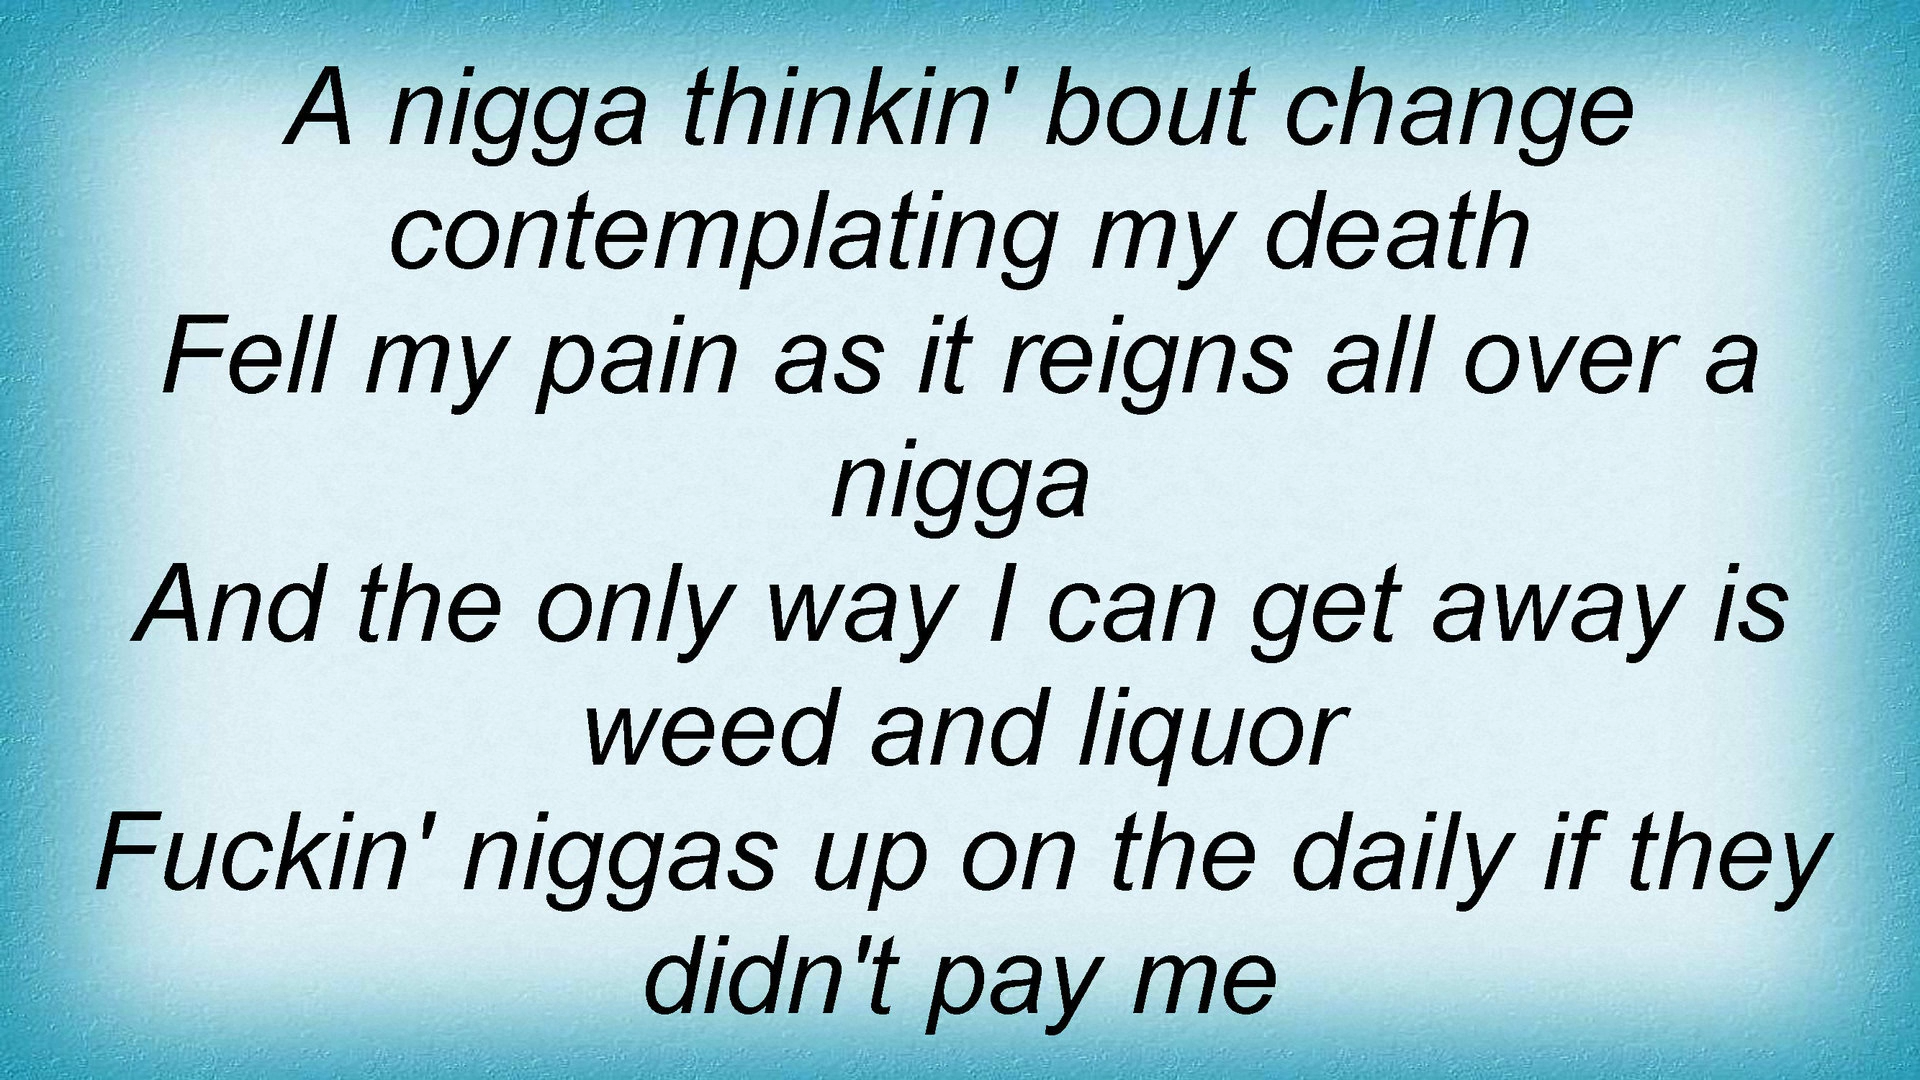 A nigga thinkin' bout change
contemplating my death
Fell my pain as it reigns all over a
nigga
And the only way I can get away is
weed and liquor
Fuckin' niggas up on the daily if they
didn't pay me